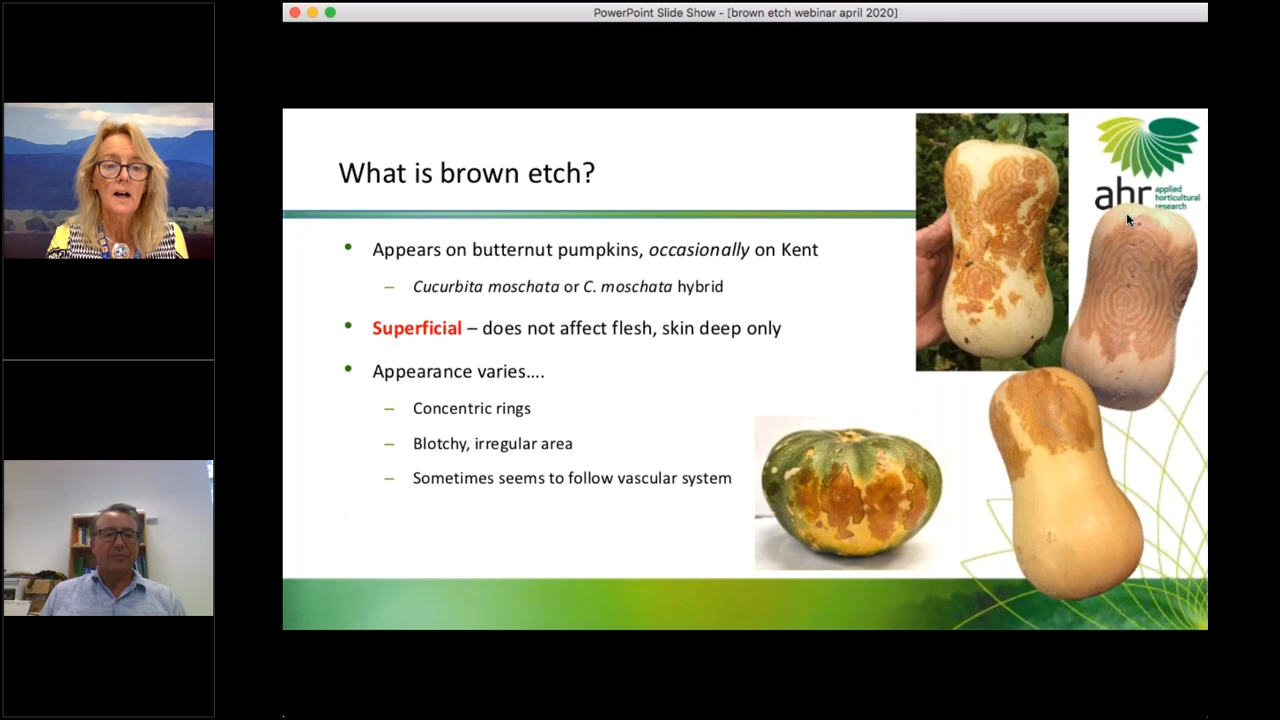 PowerPoint Slide Show - [brown etch webinar april 2020]
What is brown etch?
ahr applied
horticultural
research
• Appears on butternut pumpkins, occasionally on Kent
– Cucurbita moschata or C. moschata hybrid
• Superficial – does not affect flesh, skin deep only
• Appearance varies....
– Concentric rings
– Blotchy, irregular area
– Sometimes seems to follow vascular system